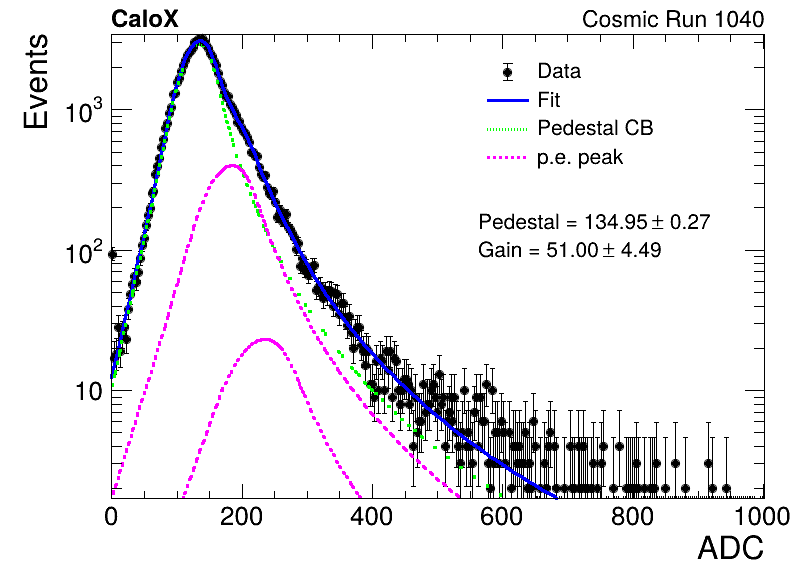 CaloX Cosmic Run 1040
Events
Data
Fit
Pedestal CB
p.e. peak
Pedestal = 134.95 ± 0.27
Gain = 51.00 ± 4.49
10³
10²
10
0 200 400 600 800 1000
ADC